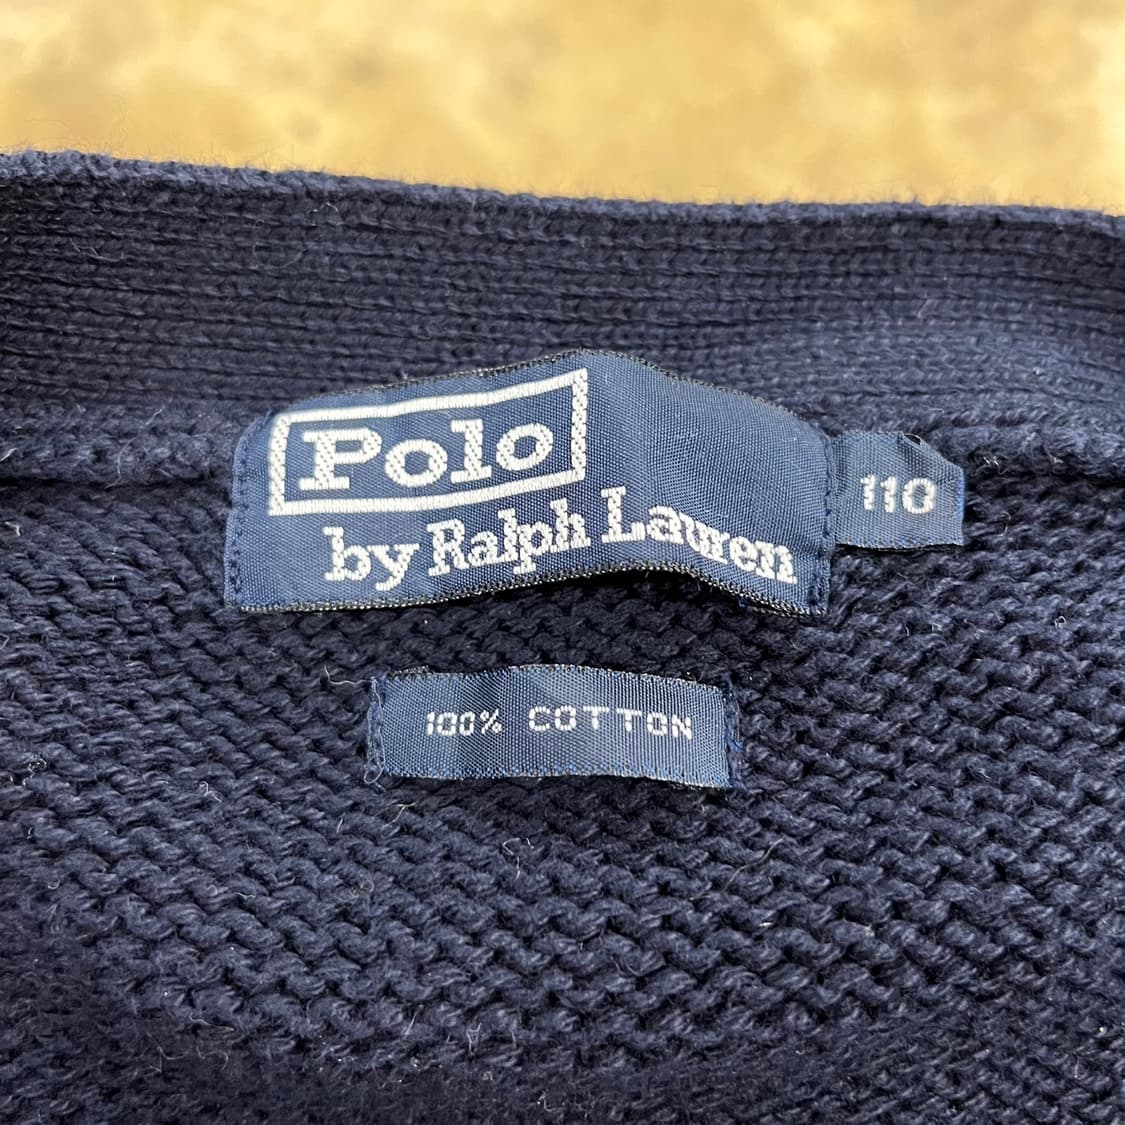 Polo
by Ralph Lauren
110
100% COTTON